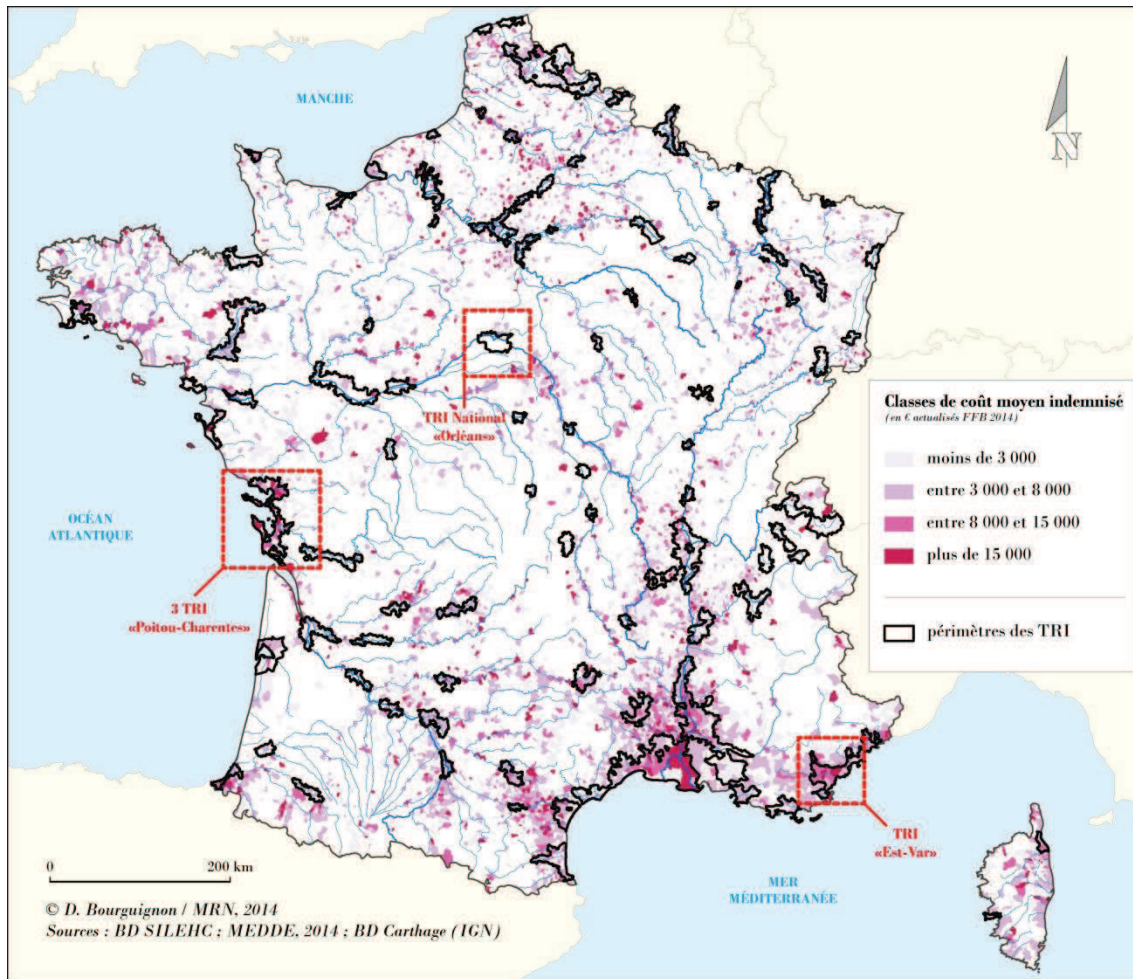 MANCHE
N
TRI National
«Orléans»
OCÉAN
ATLANTIQUE
3 TRI
«Poitou-Charentes»
Classes de coût moyen indemnisé
(en € actualisés FFB 2014)
moins de 3 000
entre 3 000 et 8 000
entre 8 000 et 15 000
plus de 15 000
périmètres des TRI
TRI
«Est-Var»
MER
MÉDITERRANÉE
0 200 km
© D. Bourguignon / MRN, 2014
Sources : BD SILEHC ; MEDDE, 2014 ; BD Carthage (IGN)